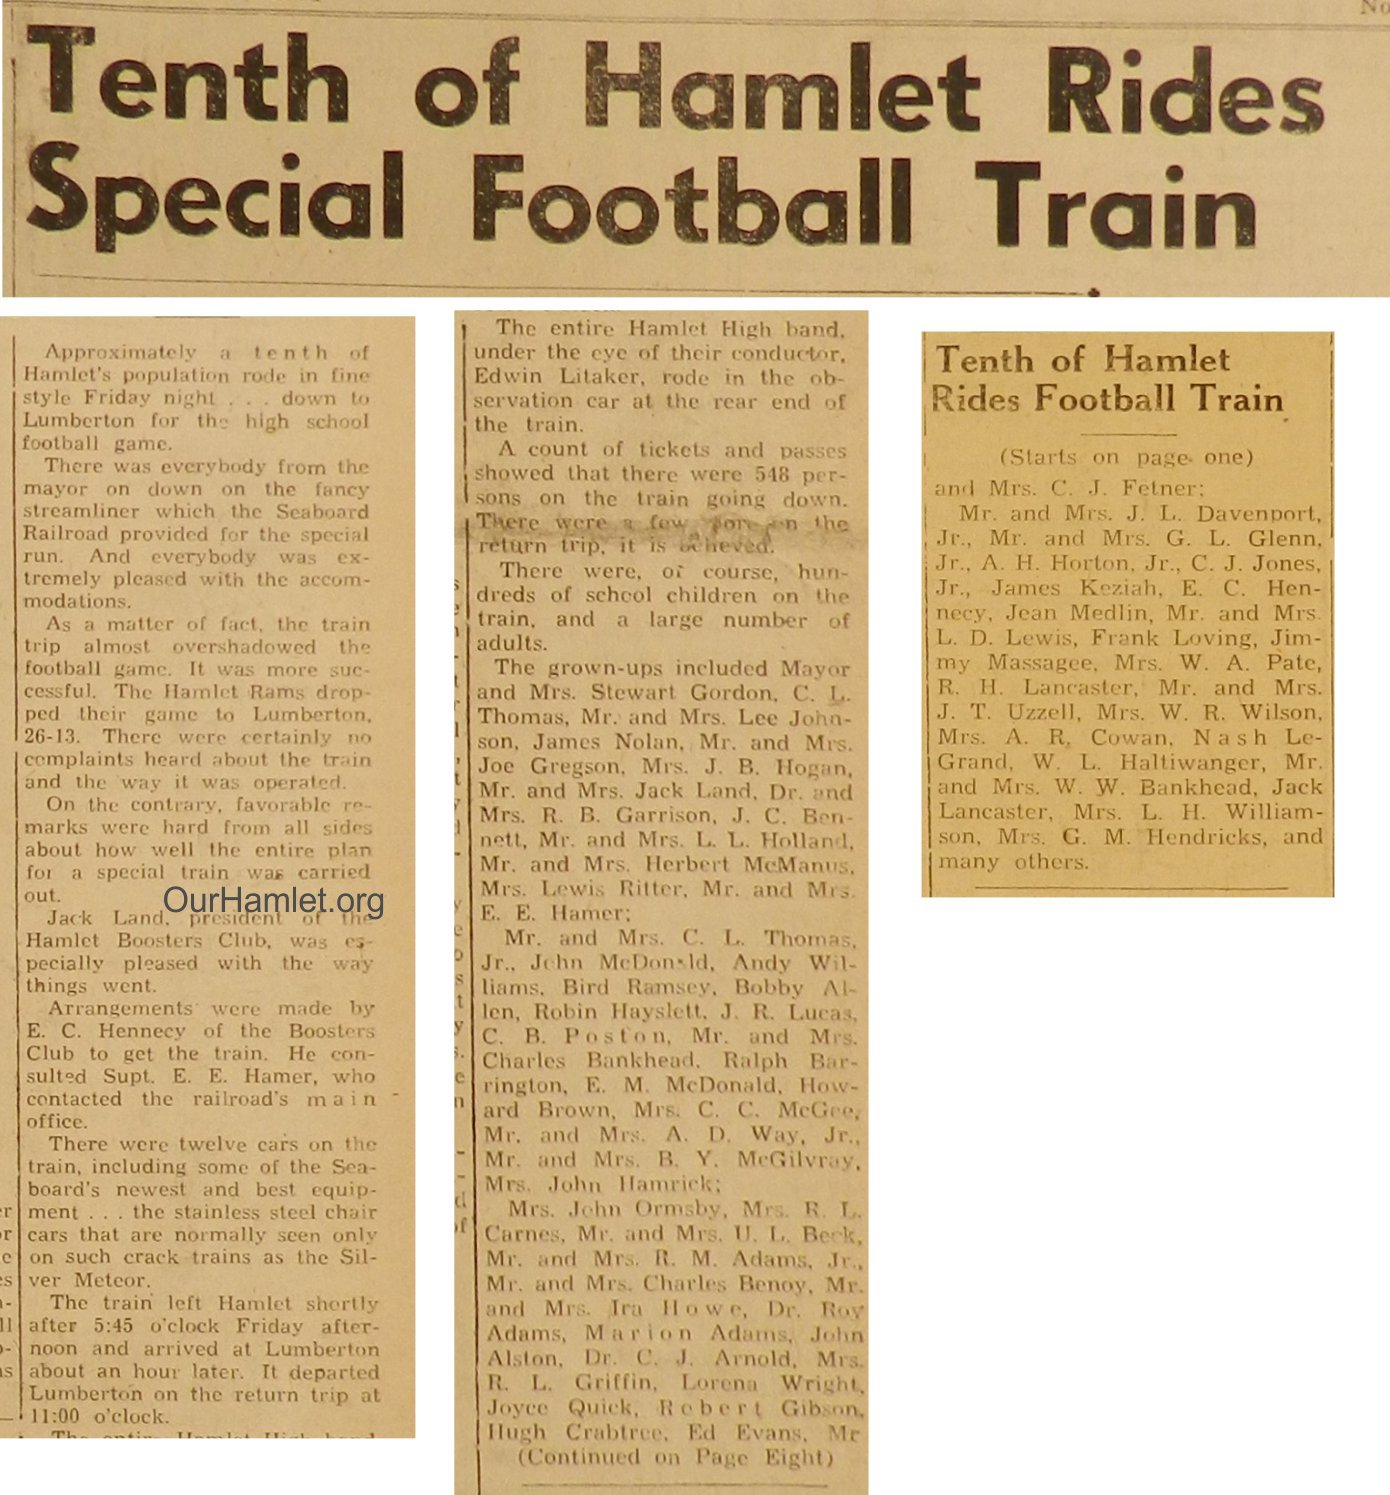 No
Tenth of Hamlet Rides
Special Football Train
Approximately a tenth of
Hamlet's population rode in fine
style Friday night . . . down to
Lumberton for the high school
football game.
There was everybody from the
mayor on down on the fancy
streamliner which the Seaboard
Railroad provided for the special
run. And everybody was ex-
tremely pleased with the accom-
modations.
As a matter of fact, the train
trip almost overshadowed the
football game. It was more suc-
cessful. The Hamlet Rams drop-
ped their game to Lumberton,
26-13. There were certainly no
complaints heard about the train
and the way it was operated.
On the contrary, favorable re-
marks were hard from all sides
about how well the entire plan
for a special train was carried
out.
OurHamlet.org
Jack Land, president of the
Hamlet Boosters Club, was es-
pecially pleased with the way
things went.
Arrangements were made by
E. C. Hennecy of the Boosters
Club to get the train. He con-
sulted Supt. E. E. Hamer, who
contacted the railroad's main
office.
There were twelve cars on the
train, including some of the Sea-
board's newest and best equip-
ment . . . the stainless steel chair
cars that are normally seen only
on such crack trains as the Sil-
ver Meteor.
The train left Hamlet shortly
after 5:45 o'clock Friday after-
noon and arrived at Lumberton
about an hour later. It departed
Lumberton on the return trip at
11:00 o'clock.
The entire Hamlet High band,
under the eye of their conductor,
Edwin Litaker, rode in the ob-
servation car at the rear end of
the train.
A count of tickets and passes
showed that there were 548 per-
sons on the train going down.
There were a few more on the
return trip, it is believed.
There were, of course, hun-
dreds of school children on the
train, and a large number of
adults.
The grown-ups included Mayor
and Mrs. Stewart Gordon, C. L.
Thomas, Mr. and Mrs. Lee John-
son, James Nolan, Mr. and Mrs.
Joe Gregson, Mrs. J. B. Hogan,
Mr. and Mrs. Jack Land, Dr. and
Mrs. R. B. Garrison, J. C. Ben-
nett, Mr. and Mrs. L. L. Holland,
Mr. and Mrs. Herbert McManus,
Mrs. Lewis Ritter, Mr. and Mrs.
E. E. Hamer;
Mr. and Mrs. C. L. Thomas,
Jr., John McDonald, Andy Wil-
liams, Bird Ramsey, Bobby Al-
len, Robin Hayslett, J. R. Lucas,
C. B. Poston, Mr. and Mrs.
Charles Bankhead, Ralph Bar-
rington, E. M. McDonald, How-
ard Brown, Mrs. C. C. McGee,
Mr. and Mrs. A. D. Way, Jr.,
Mr. and Mrs. B. Y. McGilvray,
Mrs. John Hamrick;
Mrs. John Ormsby, Mrs. R. L.
Carnes, Mr. and Mrs. U. L. Beck,
Mr. and Mrs. R. M. Adams, Jr.,
Mr. and Mrs. Charles Benoy, Mr.
and Mrs. Ira Howe, Dr. Roy
Adams, Marion Adams, John
Alston, Dr. C. J. Arnold, Mrs.
R. L. Griffin, Lorena Wright,
Joyce Quick, Robert Gibson,
Hugh Crabtree, Ed Evans, Mr
(Continued on Page Eight)
Tenth of Hamlet
Rides Football Train
(Starts on page one)
and Mrs. C. J. Fetner;
Mr. and Mrs. J. L. Davenport,
Jr., Mr. and Mrs. G. L. Glenn,
Jr., A. H. Horton, Jr., C. J. Jones,
Jr., James Keziah, E. C. Hen-
necy, Jean Medlin, Mr. and Mrs.
L. D. Lewis, Frank Loving, Jim-
my Massagee, Mrs. W. A. Pate,
R. H. Lancaster, Mr. and Mrs.
J. T. Uzzell, Mrs. W. R. Wilson,
Mrs. A. R. Cowan, Nash Le-
Grand, W. L. Haltiwanger, Mr.
and Mrs. W. W. Bankhead, Jack
Lancaster, Mrs. L. H. William-
son, Mrs. G. M. Hendricks, and
many others.